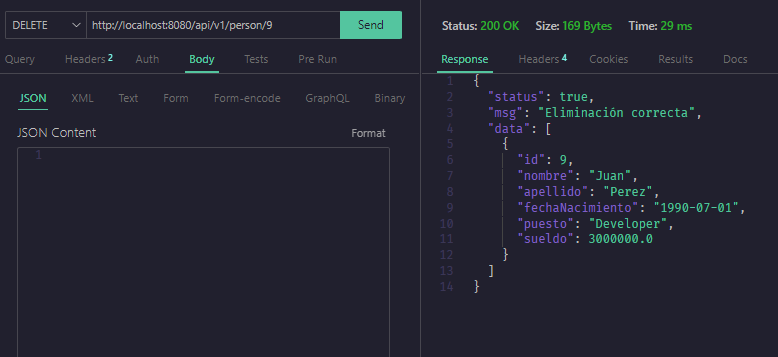 DELETE http://localhost:8080/api/v1/person/9 Send
Query Headers 2 Auth Body Tests Pre Run
JSON XML Text Form Form-encode GraphQL Binary
JSON Content Format
1
Status: 200 OK Size: 169 Bytes Time: 29 ms
Response Headers 4 Cookies Results Docs
1 {
2 "status": true,
3 "msg": "Eliminación correcta",
4 "data": [
5 {
6 "id": 9,
7 "nombre": "Juan",
8 "apellido": "Perez",
9 "fechaNacimiento": "1990-07-01",
10 "puesto": "Developer",
11 "sueldo": 3000000.0
12 }
13 ]
14 }